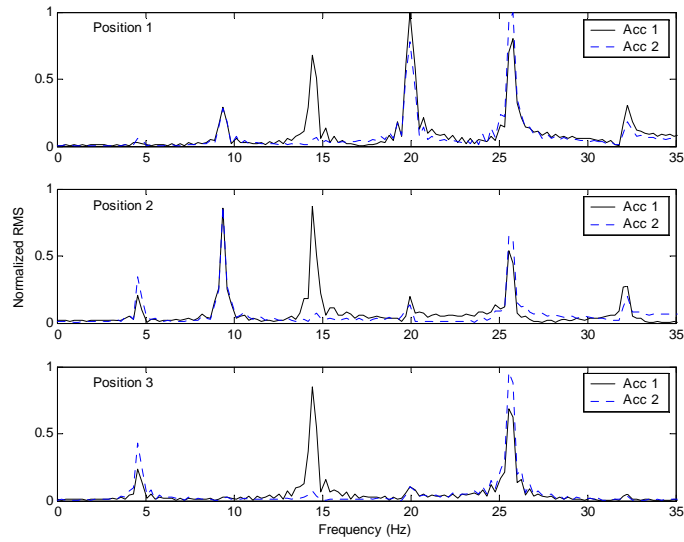 Position 1
Acc 1
Acc 2
1
0.5
0
0 5 10 15 20 25 30 35
Position 2
Acc 1
Acc 2
1
0.5
0
0 5 10 15 20 25 30 35
Normalized RMS
Position 3
Acc 1
Acc 2
1
0.5
0
0 5 10 15 20 25 30 35
Frequency (Hz)